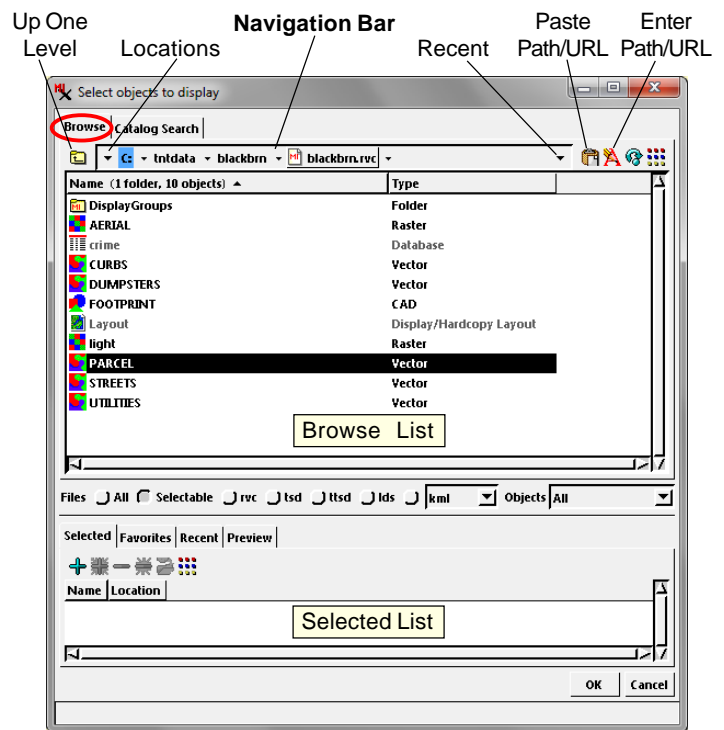 Up One Level
Locations
Navigation Bar
Recent
Paste Path/URL
Enter Path/URL
Select objects to display
Browse Catalog Search
C: tntdata blackbrn blackbrn.rvc
Name (1 folder, 10 objects) Type
DisplayGroups Folder
AERIAL Raster
crime Database
CURBS Vector
DUMPSTERS Vector
FOOTPRINT CAD
Layout Display/Hardcopy Layout
light Raster
PARCEL Vector
STREETS Vector
UTILITIES Vector
Browse List
Files All Selectable rvc tsd ttsd lds kml Objects All
Selected Favorites Recent Preview
Name Location
Selected List
OK Cancel